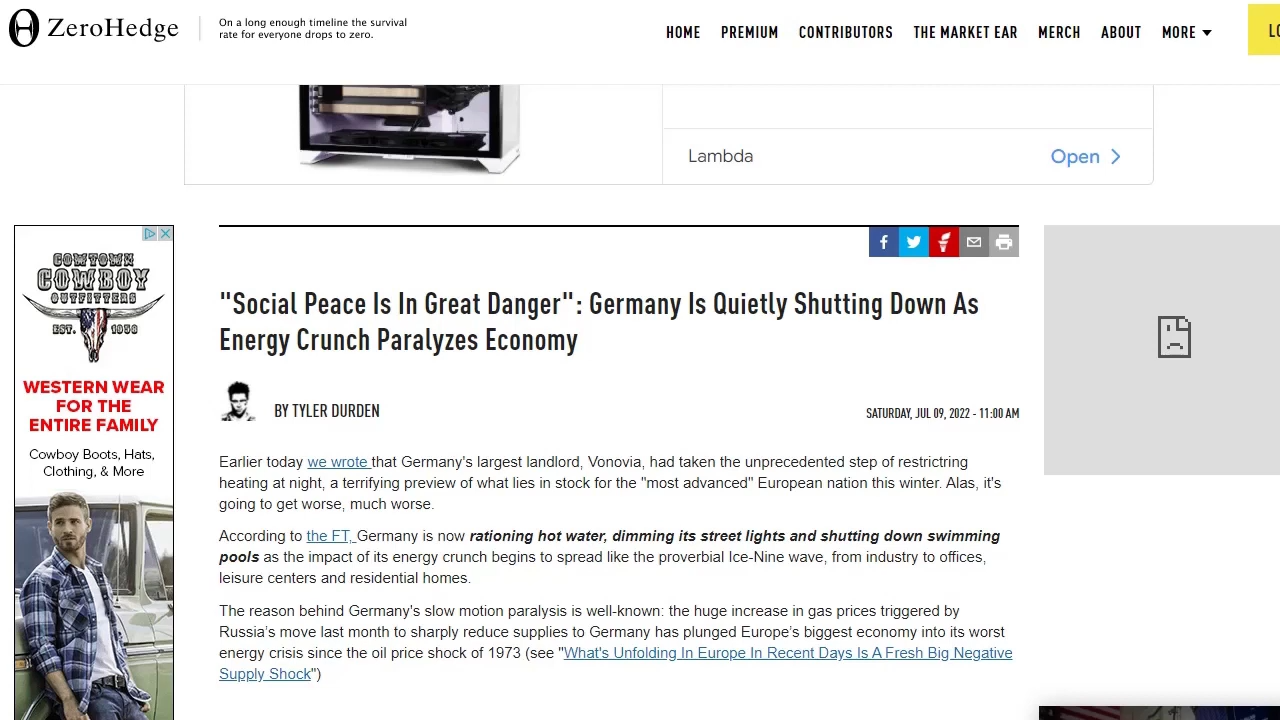 ZeroHedge
On a long enough timeline the survival
rate for everyone drops to zero.
HOME PREMIUM CONTRIBUTORS THE MARKET EAR MERCH ABOUT MORE
Lambda
Open
COWTOWN
COWBOY
OUTFITTERS
EST. 1950
WESTERN WEAR
FOR THE
ENTIRE FAMILY
Cowboy Boots, Hats,
Clothing, & More
"Social Peace Is In Great Danger": Germany Is Quietly Shutting Down As
Energy Crunch Paralyzes Economy
BY TYLER DURDEN
SATURDAY, JUL 09, 2022 - 11:00 AM
Earlier today we wrote that Germany's largest landlord, Vonovia, had taken the unprecedented step of restrictring
heating at night, a terrifying preview of what lies in stock for the "most advanced" European nation this winter. Alas, it's
going to get worse, much worse.
According to the FT, Germany is now rationing hot water, dimming its street lights and shutting down swimming
pools as the impact of its energy crunch begins to spread like the proverbial Ice-Nine wave, from industry to offices,
leisure centers and residential homes.
The reason behind Germany's slow motion paralysis is well-known: the huge increase in gas prices triggered by
Russia’s move last month to sharply reduce supplies to Germany has plunged Europe’s biggest economy into its worst
energy crisis since the oil price shock of 1973 (see "What's Unfolding In Europe In Recent Days Is A Fresh Big Negative
Supply Shock")